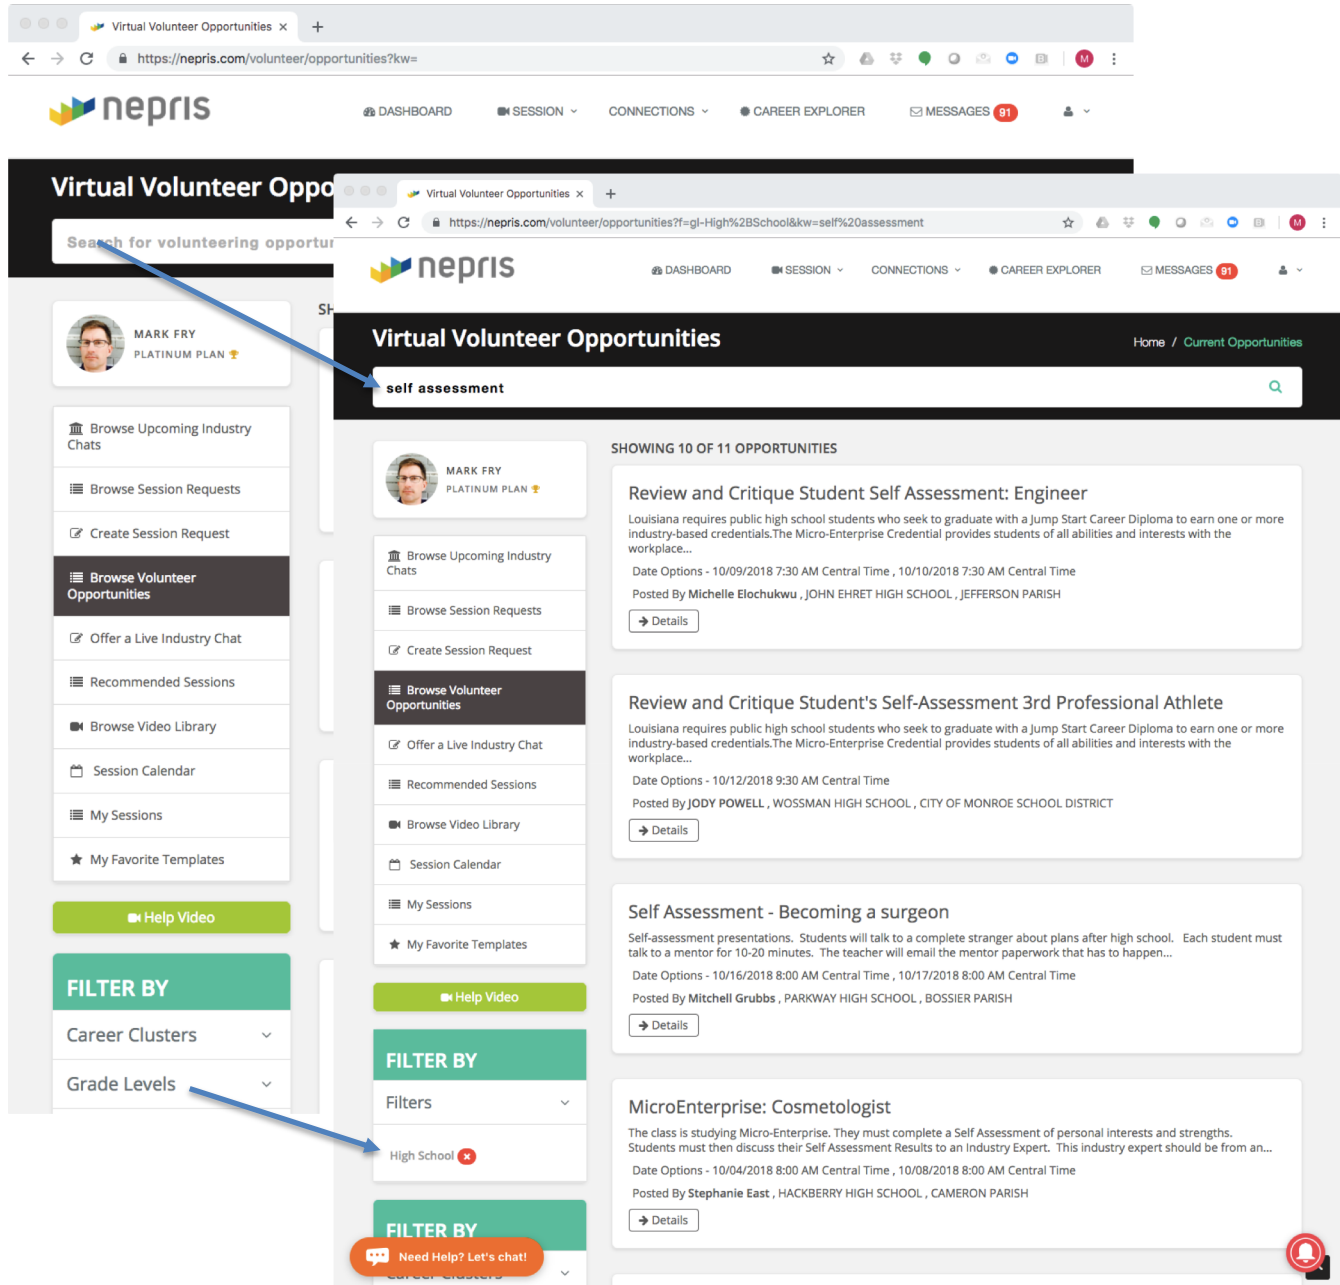 Virtual Volunteer Opportunities ×
+
https://nepris.com/volunteer/opportunities?kw=
M
nepris
DASHBOARD
SESSION
CONNECTIONS
CAREER EXPLORER
MESSAGES 91
Virtual Volunteer Oppo
Search for volunteering opportu
MARK FRY
PLATINUM PLAN
SH
Browse Upcoming Industry
Chats
Browse Session Requests
Create Session Request
Browse Volunteer
Opportunities
Offer a Live Industry Chat
Recommended Sessions
Browse Video Library
Session Calendar
My Sessions
My Favorite Templates
Help Video
FILTER BY
Career Clusters
Grade Levels
Virtual Volunteer Opportunities ×
+
https://nepris.com/volunteer/opportunities?f=gl-High%2BSchool&kw=self%20assessment
M
nepris
DASHBOARD
SESSION
CONNECTIONS
CAREER EXPLORER
MESSAGES 91
Virtual Volunteer Opportunities
Home / Current Opportunities
self assessment
MARK FRY
PLATINUM PLAN
Browse Upcoming Industry
Chats
Browse Session Requests
Create Session Request
Browse Volunteer
Opportunities
Offer a Live Industry Chat
Recommended Sessions
Browse Video Library
Session Calendar
My Sessions
My Favorite Templates
Help Video
FILTER BY
Filters
High School ×
FILTER BY
Career Clusters
Need Help? Let's chat!
SHOWING 10 OF 11 OPPORTUNITIES
Review and Critique Student Self Assessment: Engineer
Louisiana requires public high school students who seek to graduate with a Jump Start Career Diploma to earn one or more
industry-based credentials.The Micro-Enterprise Credential provides students of all abilities and interests with the
workplace...
Date Options - 10/09/2018 7:30 AM Central Time , 10/10/2018 7:30 AM Central Time
Posted By Michelle Elochukwu , JOHN EHRET HIGH SCHOOL , JEFFERSON PARISH
Details
Review and Critique Student's Self-Assessment 3rd Professional Athlete
Louisiana requires public high school students who seek to graduate with a Jump Start Career Diploma to earn one or more
industry-based credentials.The Micro-Enterprise Credential provides students of all abilities and interests with the
workplace...
Date Options - 10/12/2018 9:30 AM Central Time
Posted By JODY POWELL , WOSSMAN HIGH SCHOOL , CITY OF MONROE SCHOOL DISTRICT
Details
Self Assessment - Becoming a surgeon
Self-assessment presentations. Students will talk to a complete stranger about plans after high school. Each student must
talk to a mentor for 10-20 minutes. The teacher will email the mentor paperwork that has to happen...
Date Options - 10/16/2018 8:00 AM Central Time , 10/17/2018 8:00 AM Central Time
Posted By Mitchell Grubbs , PARKWAY HIGH SCHOOL , BOSSIER PARISH
Details
MicroEnterprise: Cosmetologist
The class is studying Micro-Enterprise. They must complete a Self Assessment of personal interests and strengths.
Students must then discuss their Self Assessment Results to an Industry Expert. This industry expert should be from an...
Date Options - 10/04/2018 8:00 AM Central Time , 10/08/2018 8:00 AM Central Time
Posted By Stephanie East , HACKBERRY HIGH SCHOOL , CAMERON PARISH
Details